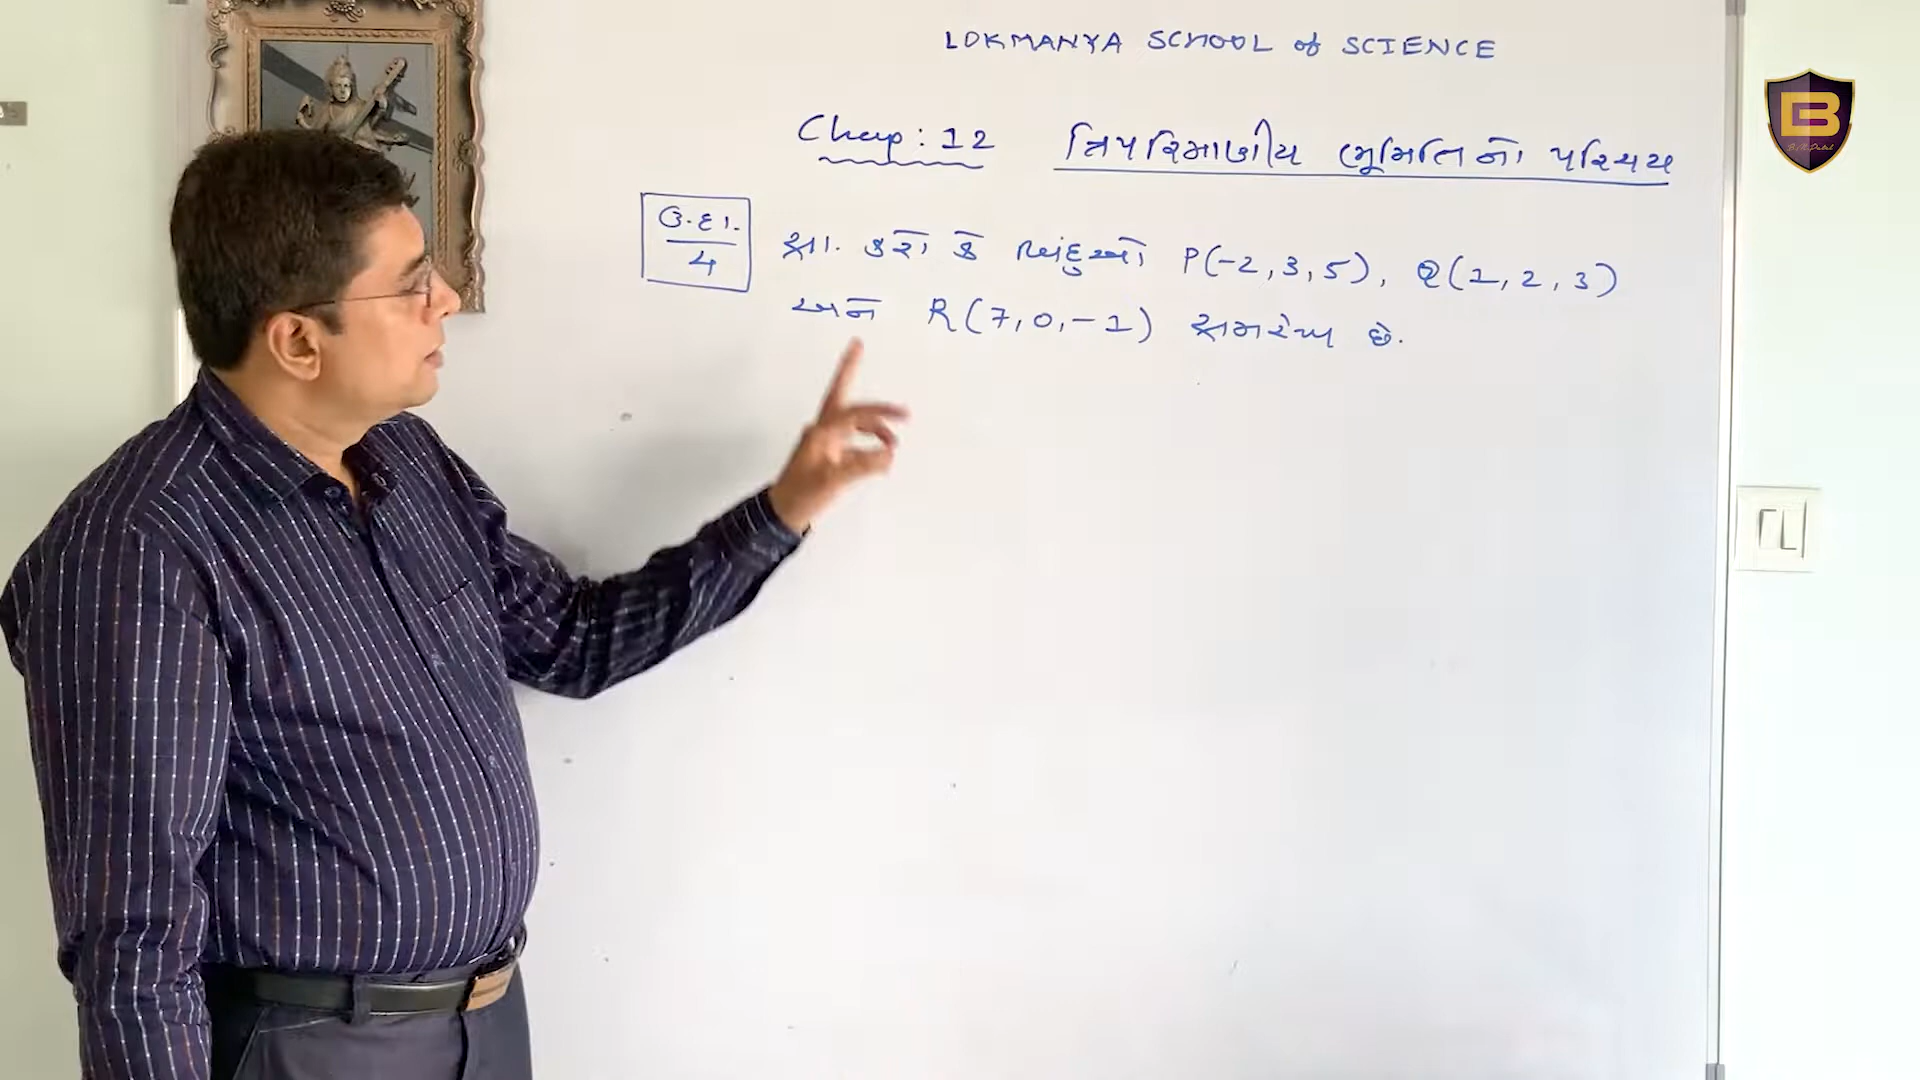 LOKMANYA SCHOOL of SCIENCE
Chap : 12 ત્રિપરિમાણીય ભૂમિતિનો પરિચય
ઉ.દા. 4 સા. કરો કે બિંદુઓ P(-2, 3, 5), Q(1, 2, 3)
અને R(7, 0, -1) સમરેખ છે.
B
B.K.Patel